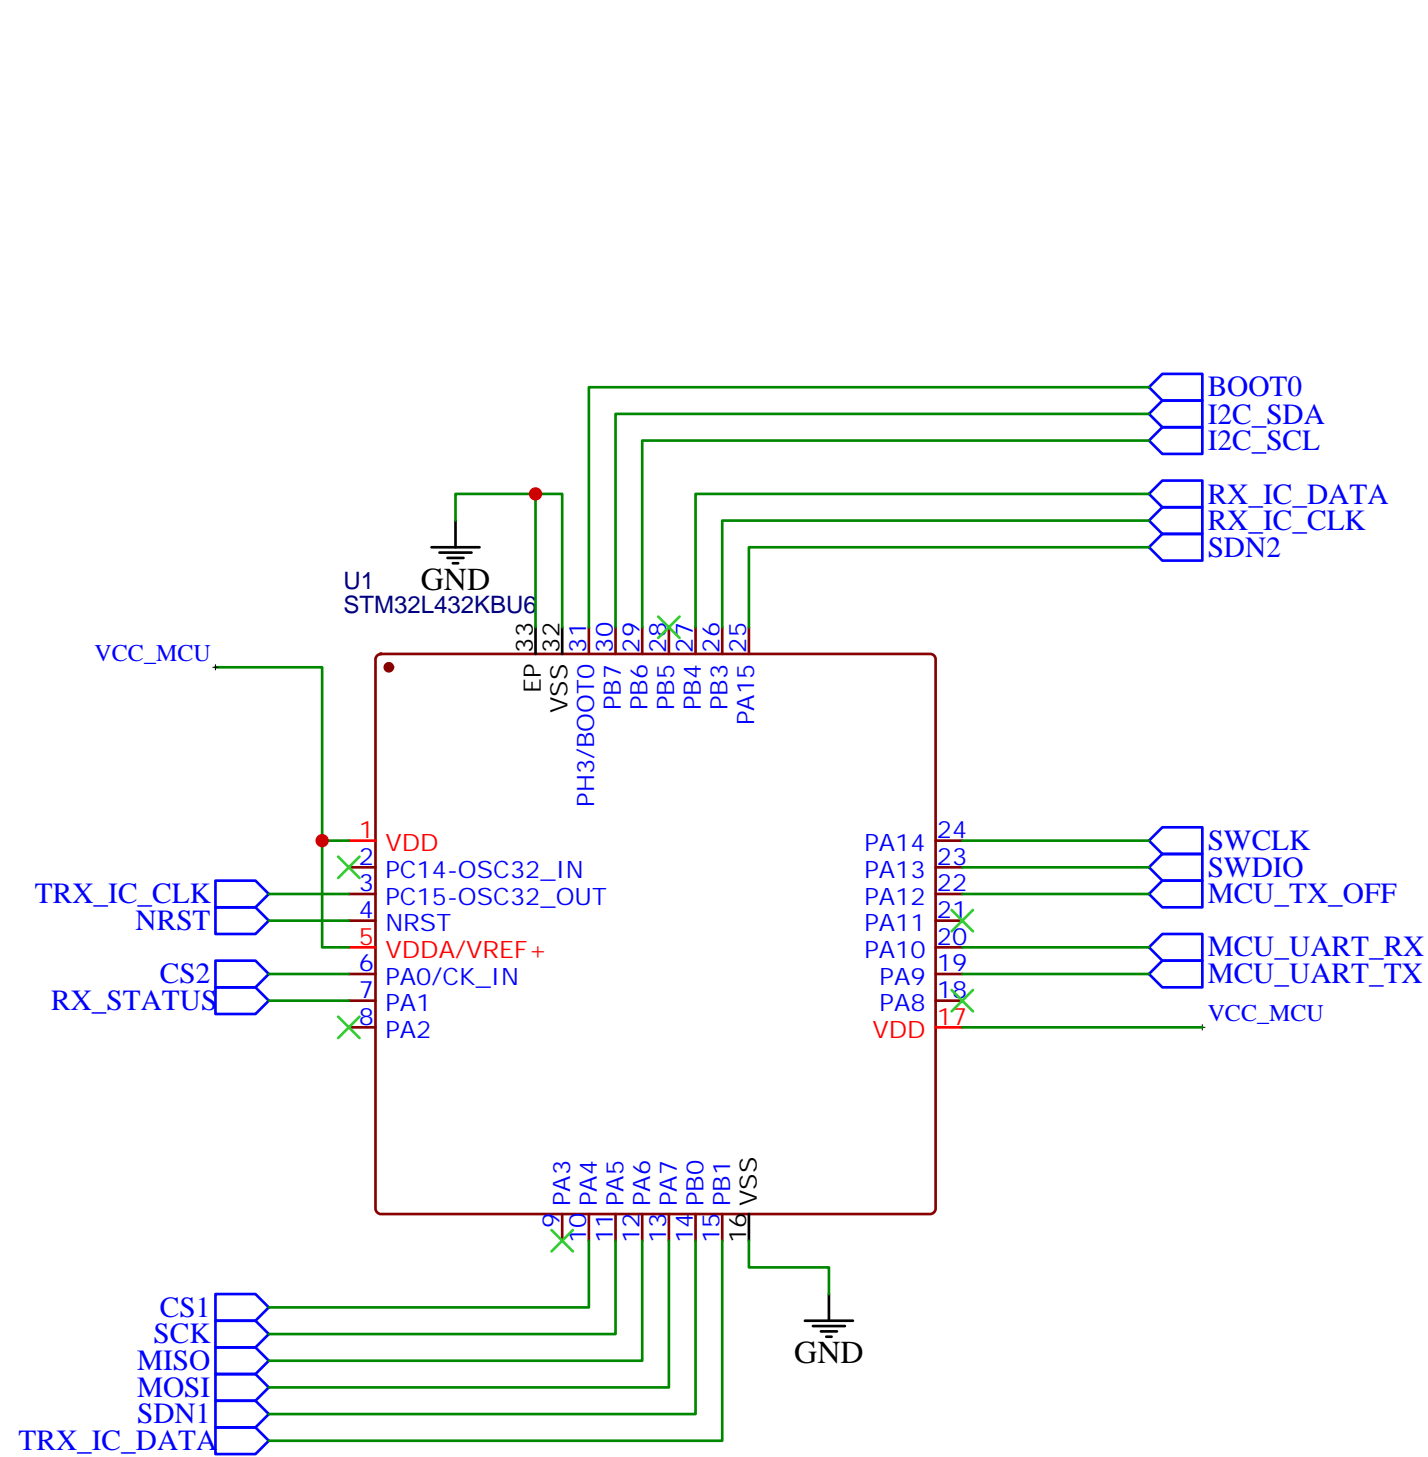 BOOT0
I2C_SDA
I2C_SCL
RX_IC_DATA
RX_IC_CLK
SDN2
GND
U1
STM32L432KBU6
33
32
31
30
29
28
27
26
25
EP
VSS
PH3/BOOT0
PB7
PB6
PB5
PB4
PB3
PA15
VCC_MCU
1 VDD
2 PC14-OSC32_IN
TRX_IC_CLK 3 PC15-OSC32_OUT
NRST 4 NRST
5 VDDA/VREF+
CS2 6 PA0/CK_IN
RX_STATUS 7 PA1
8 PA2
PA14 24 SWCLK
PA13 23 SWDIO
PA12 22 MCU_TX_OFF
PA11 21
PA10 20 MCU_UART_RX
PA9 19 MCU_UART_TX
PA8 18
VDD 17 VCC_MCU
PA3
PA4
PA5
PA6
PA7
PB0
PB1
VSS
9
10
11
12
13
14
15
16
CS1
SCK
MISO
MOSI
SDN1
TRX_IC_DATA
GND